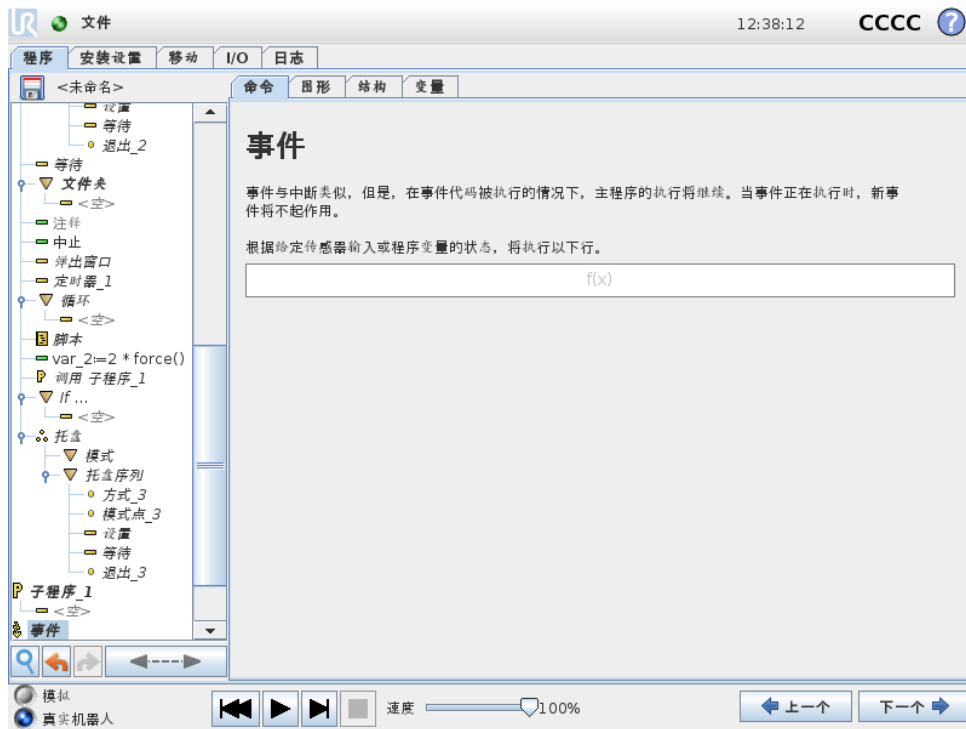 UR 文件 12:38:12 CCCC ?
程序 安装设置 移动 I/O 日志
<未命名>
命令 图形 结构 变量
设置
等待
退出_2
等待
文件夹
<空>
注释
中止
弹出窗口
定时器_1
循环
<空>
脚本
var_2:=2 * force()
调用 子程序_1
If ...
<空>
托盘
模式
托盘序列
方式_3
模式点_3
设置
等待
退出_3
P 子程序_1
<空>
事件
事件
事件与中断类似，但是，在事件代码被执行的情况下，主程序的执行将继续。当事件正在执行时，新事
件将不起作用。
根据给定传感器输入或程序变量的状态，将执行以下行。
f(x)
模拟
真实机器人
速度 100%
上一个 下一个